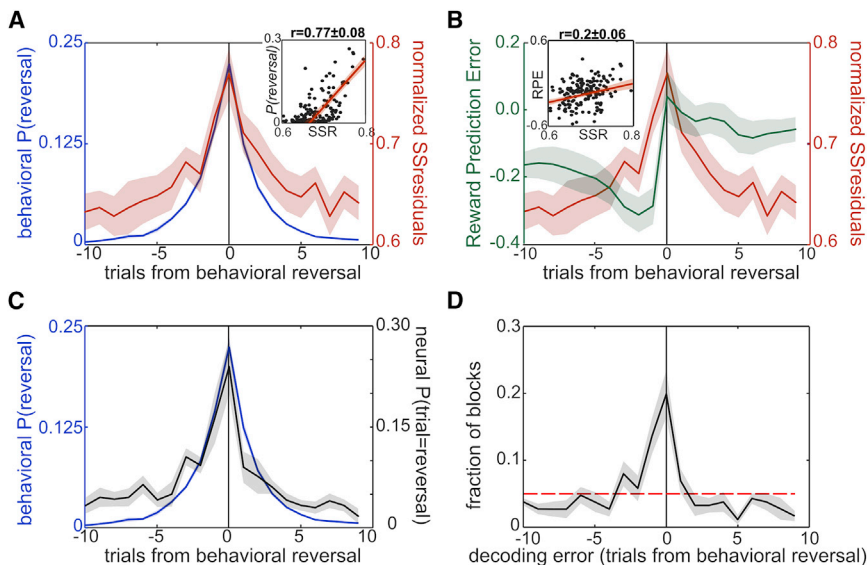 A
r=0.77±0.08
0.25
0.125
0
behavioral P(reversal)
0.3
0
P(reversal)
0.6
SSR
0.8
0.8
0.7
0.6
normalized SSresiduals
-10
-5
0
5
10
trials from behavioral reversal
B
r=0.2±0.06
0.2
0.0
-0.2
-0.4
Reward Prediction Error
0.6
-0.6
RPE
0.6
SSR
0.8
0.8
0.7
0.6
normalized SSresiduals
-10
-5
0
5
10
trials from behavioral reversal
C
0.25
0.125
0
behavioral P(reversal)
0.30
0.15
0
neural P(trial=reversal)
-10
-5
0
5
10
trials from behavioral reversal
D
0.3
0.2
0.1
0
fraction of blocks
-10
-5
0
5
10
decoding error (trials from behavioral reversal)